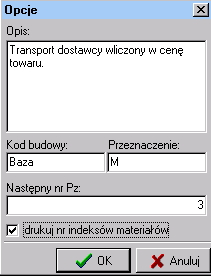 Opcje
Opis:
Transport dostawcy wliczony w cenę
towaru.
Kod budowy: Przeznaczenie:
Baza M
Następny nr Pz:
3
drukuj nr indeksów materiałów
OK Anuluj